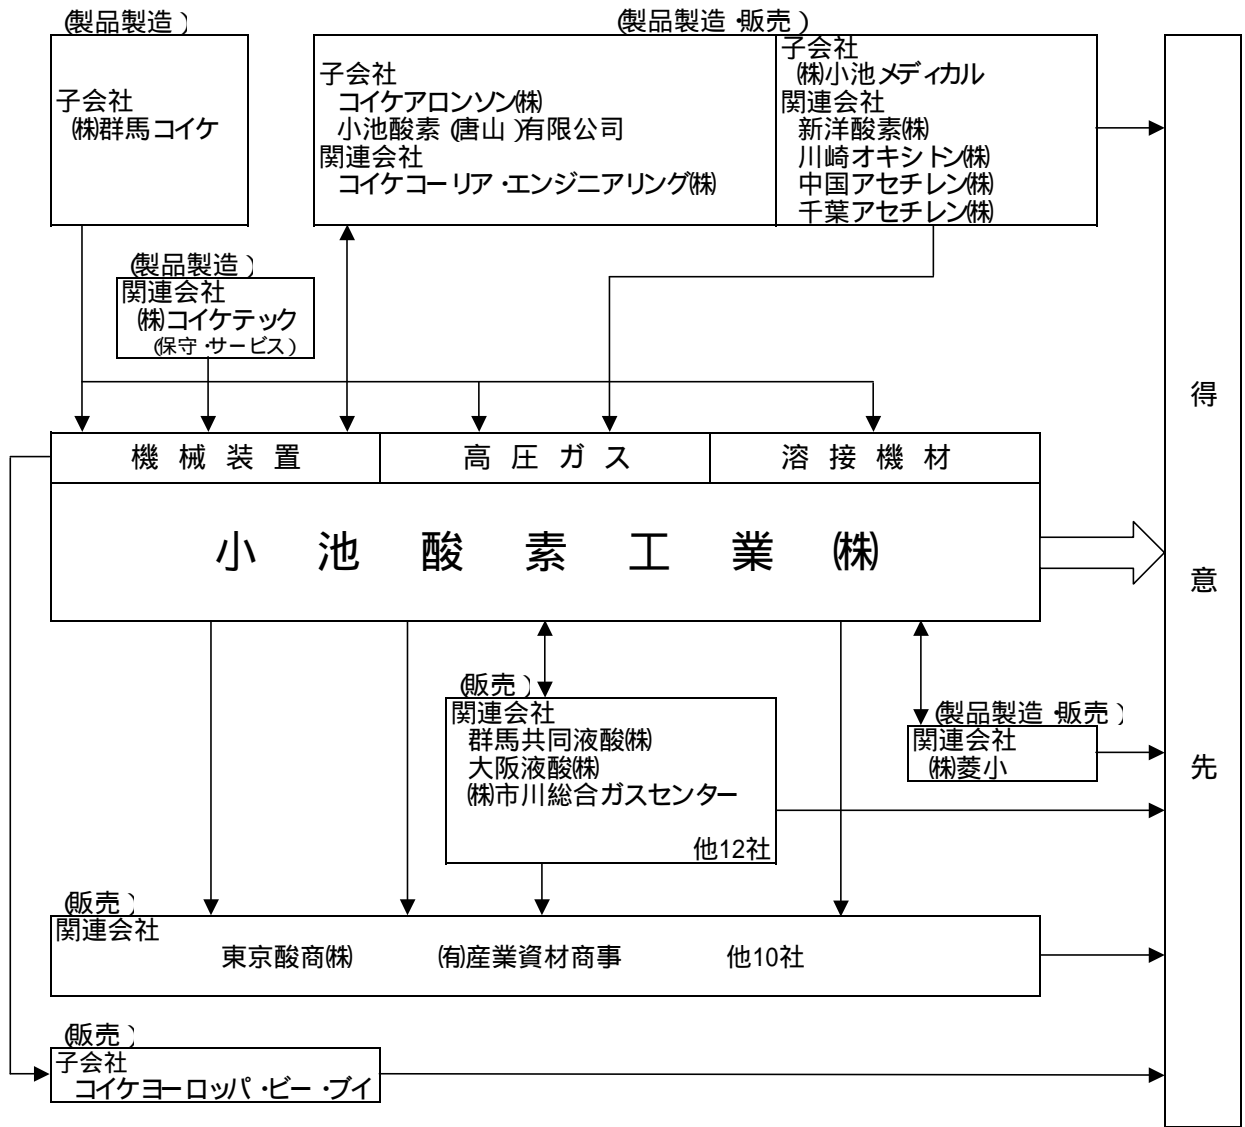 (製品製造)
子会社
㈱群馬コイケ
(製品製造・販売)
子会社
コイケアロンソン㈱
小池酸素(唐山)有限公司
関連会社
コイケコーリア・エンジニアリング㈱
子会社
㈱小池メディカル
関連会社
新洋酸素㈱
川崎オキシトン㈱
中国アセチレン㈱
千葉アセチレン㈱
(製品製造)
関連会社
㈱コイケテック
(保守・サービス)
機械装置
高圧ガス
溶接機材
小池酸素工業㈱
得意先
(販売)
関連会社
群馬共同液酸㈱
大阪液酸㈱
㈱市川総合ガスセンター
他12社
(製品製造・販売)
関連会社
㈱菱小
(販売)
関連会社
東京酸商㈱ ㈲産業資材商事 他10社
(販売)
子会社
コイケヨーロッパ・ビー・ブイ